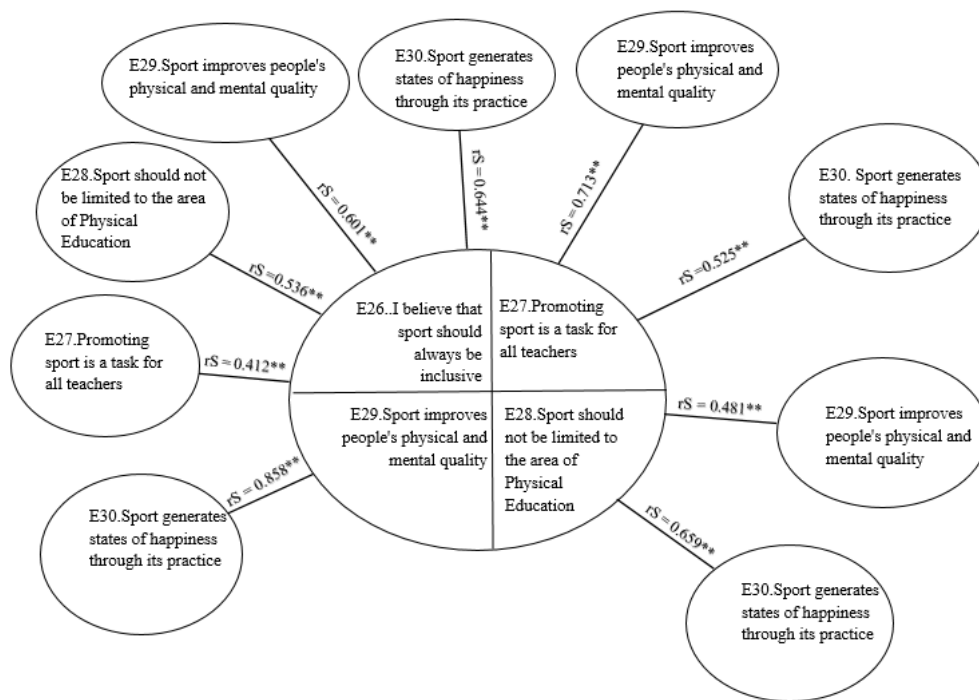 E29.Sport improves people's
physical and mental quality
E30.Sport generates
states of happiness
through its practice
E29.Sport improves
people's physical and
mental quality
E28.Sport should not
be limited to the area
of Physical
Education
E30. Sport generates
states of happiness
through its practice
rS =0.601**
rS = 0.644**
rS = 0.713**
rS =0.536**
rS =0.525**
E27.Promoting
sport is a task for
all teachers
rS = 0.412**
E26..I believe that
sport should
always be
inclusive
E27.Promoting
sport is a task for
all teachers
E29.Sport improves
people's physical and
mental quality
E28.Sport should
not be limited to
the area of
Physical
Education
rS = 0.481**
E29.Sport improves
people's physical and
mental quality
rS = 0.858**
E30.Sport generates
states of happiness
through its practice
rS =0.659**
E30.Sport generates
states of happiness
through its practice